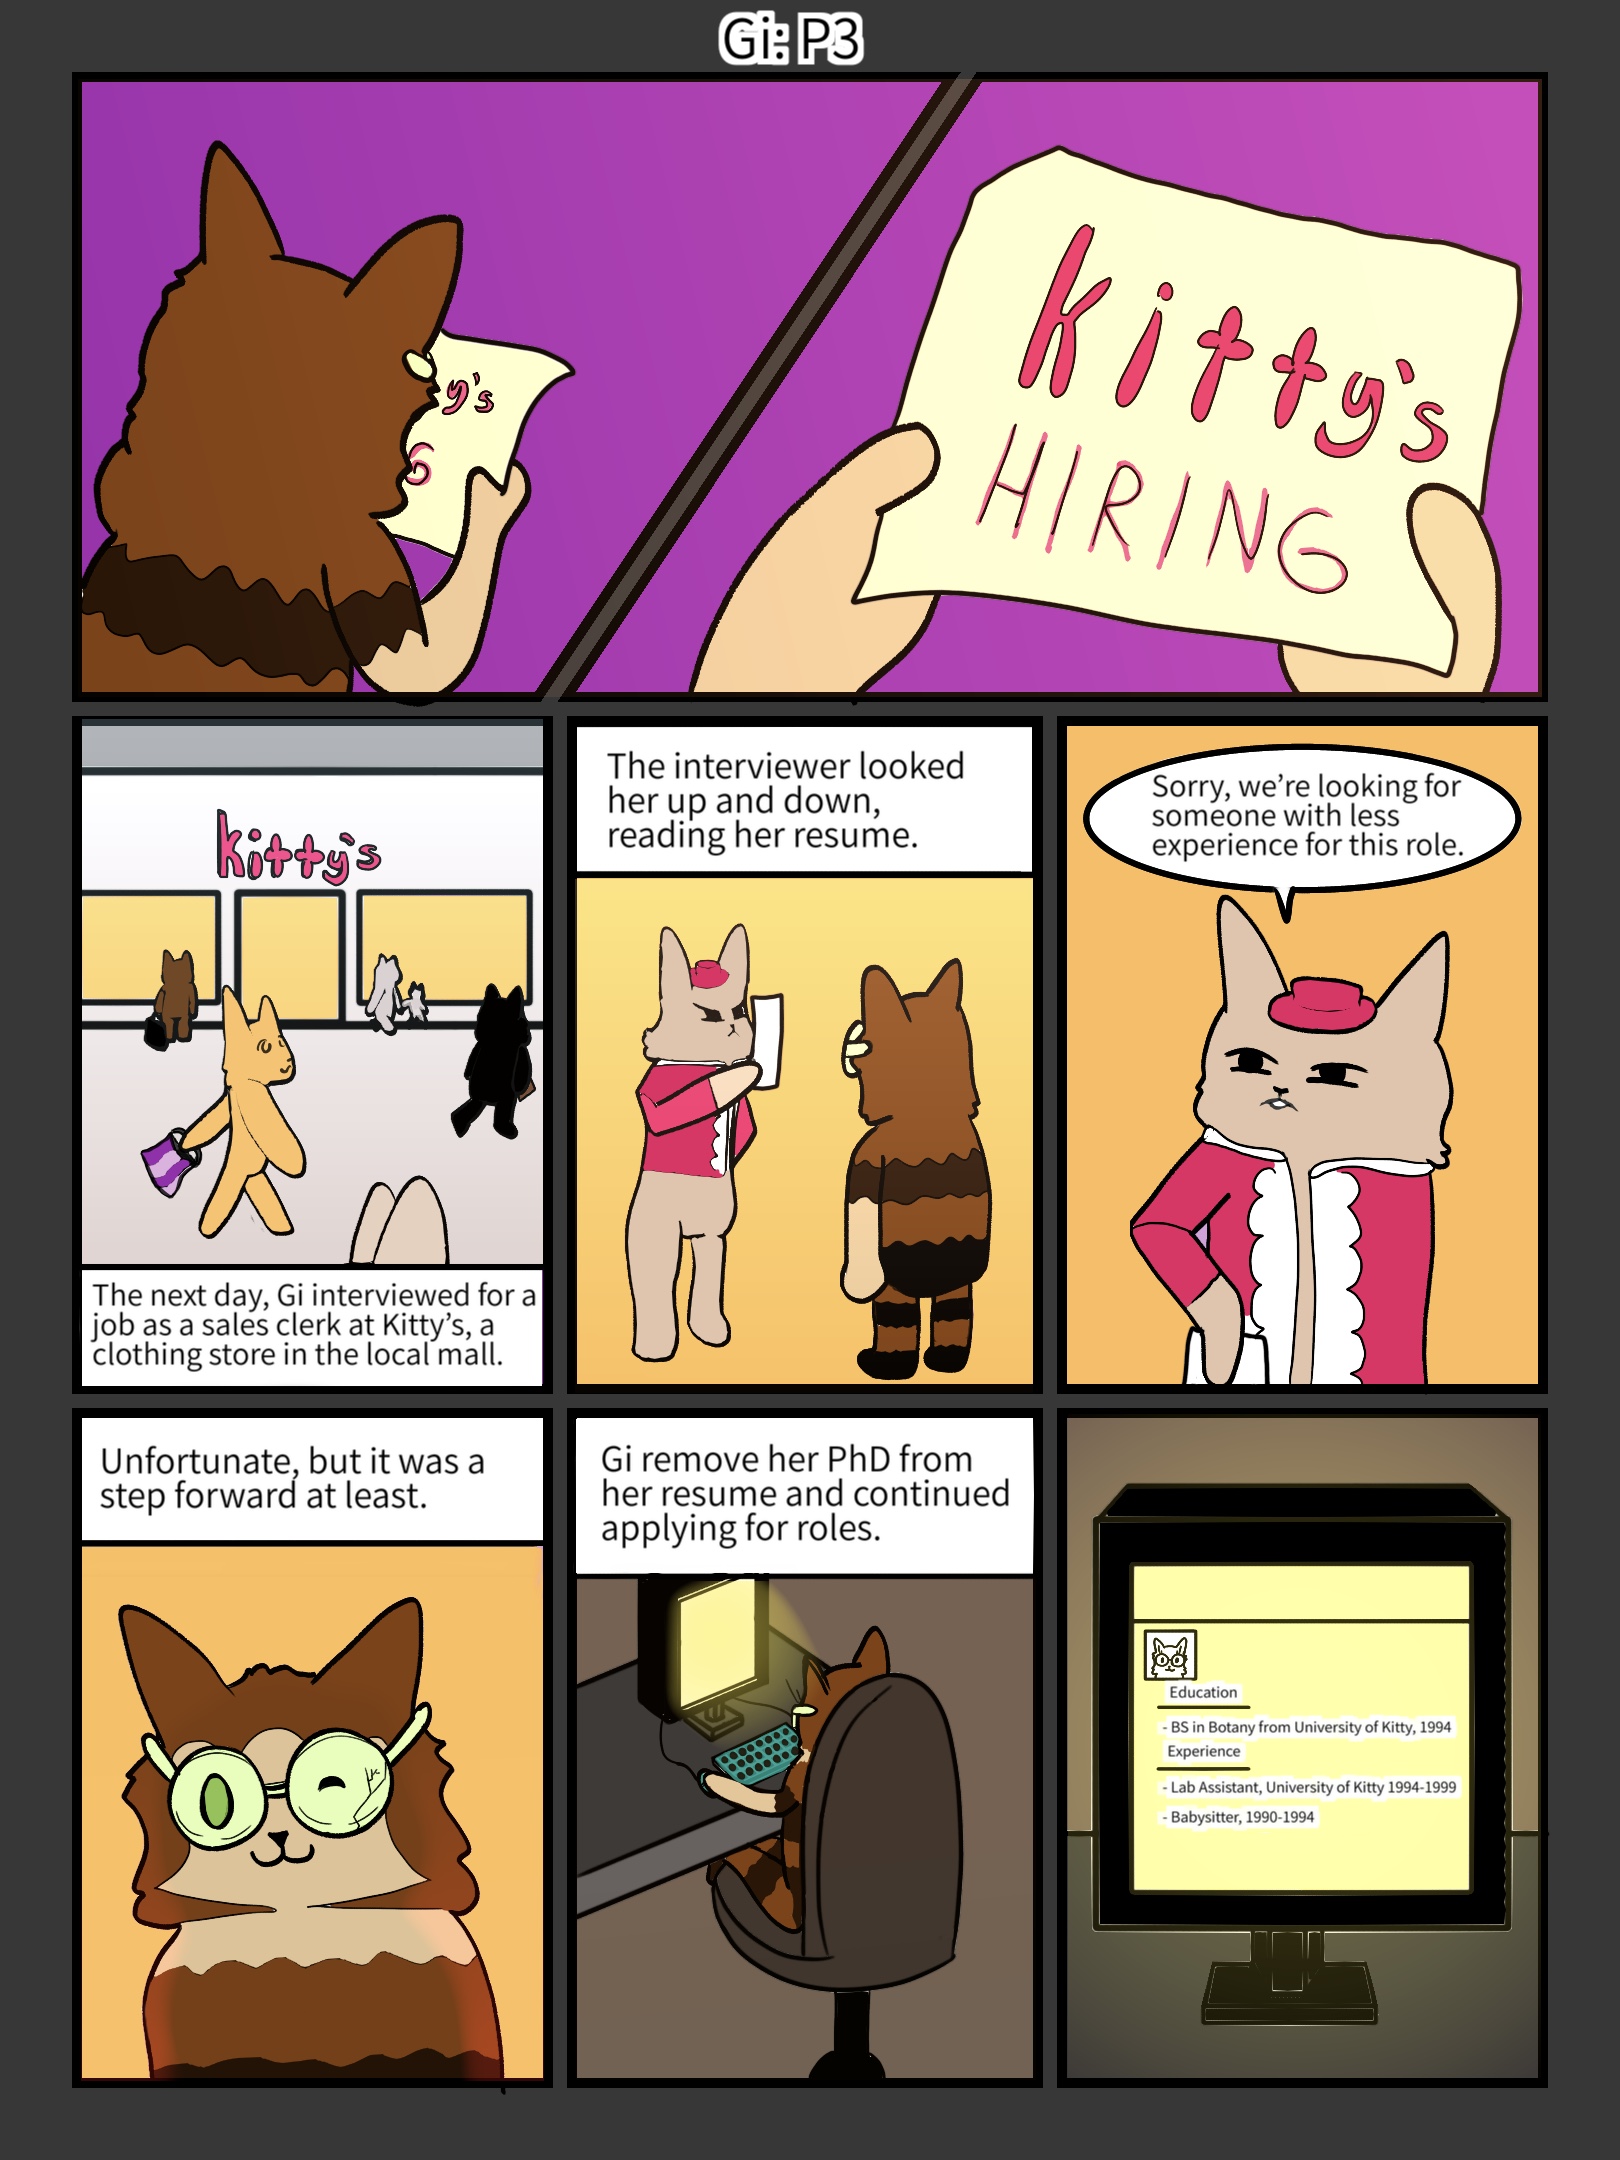 Gi: P3
y's
G
Kitty's
HIRING
kitty's
The next day, Gi interviewed for a
job as a sales clerk at Kitty’s, a
clothing store in the local mall.
The interviewer looked
her up and down,
reading her resume.
Sorry, we’re looking for
someone with less
experience for this role.
Unfortunate, but it was a
step forward at least.
Gi remove her PhD from
her resume and continued
applying for roles.
Education
- BS in Botany from University of Kitty, 1994
Experience
- Lab Assistant, University of Kitty 1994-1999
- Babysitter, 1990-1994